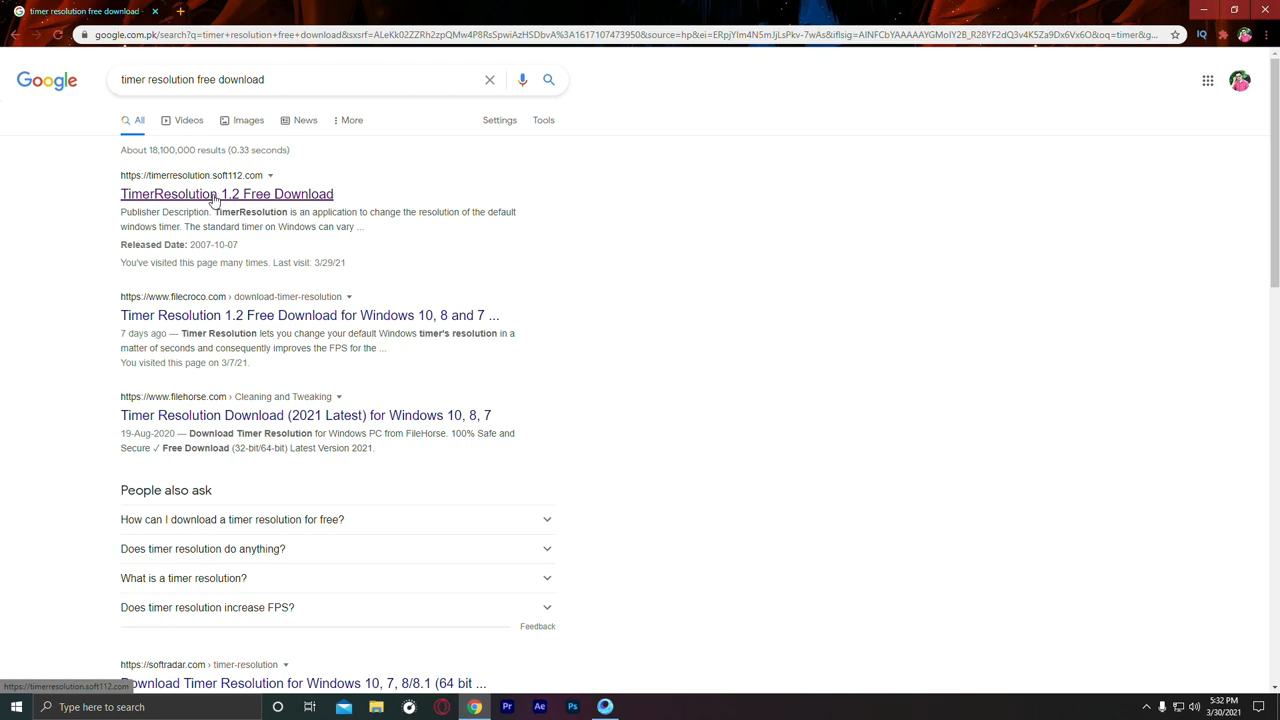 timer resolution free download -
google.com.pk/search?q=timer+resolution+free+download&sxsrf=ALeKk02ZZRh2zpQMw4P8RsSpwiAzHSDbvA%3A1617107473950&source=hp&ei=ERpjYIm4N5mJjLsPkv-7wAs&iflsig=AINFCbYAAAAAYGMoIY2B_R28YF2dQ3v4K5Za9Dx6Vx6O&oq=timer&g...
Google
timer resolution free download
All Videos Images News More Settings Tools
About 18,100,000 results (0.33 seconds)
https://timerresolution.soft112.com
TimerResolution 1.2 Free Download
Publisher Description. TimerResolution is an application to change the resolution of the default
windows timer. The standard timer on Windows can vary ...
Released Date: 2007-10-07
You've visited this page many times. Last visit: 3/29/21
https://www.filecroco.com › download-timer-resolution
Timer Resolution 1.2 Free Download for Windows 10, 8 and 7 ...
7 days ago — Timer Resolution lets you change your default Windows timer's resolution in a
matter of seconds and consequently improves the FPS for the ...
You visited this page on 3/7/21.
https://www.filehorse.com › Cleaning and Tweaking
Timer Resolution Download (2021 Latest) for Windows 10, 8, 7
19-Aug-2020 — Download Timer Resolution for Windows PC from FileHorse. 100% Safe and
Secure ✓ Free Download (32-bit/64-bit) Latest Version 2021.
People also ask
How can I download a timer resolution for free?
Does timer resolution do anything?
What is a timer resolution?
Does timer resolution increase FPS?
Feedback
https://softradar.com › timer-resolution
Download Timer Resolution for Windows 10, 7, 8/8.1 (64 bit ...
https://timerresolution.soft112.com
Type here to search
Pr Ae Ps
5:32 PM
3/30/2021